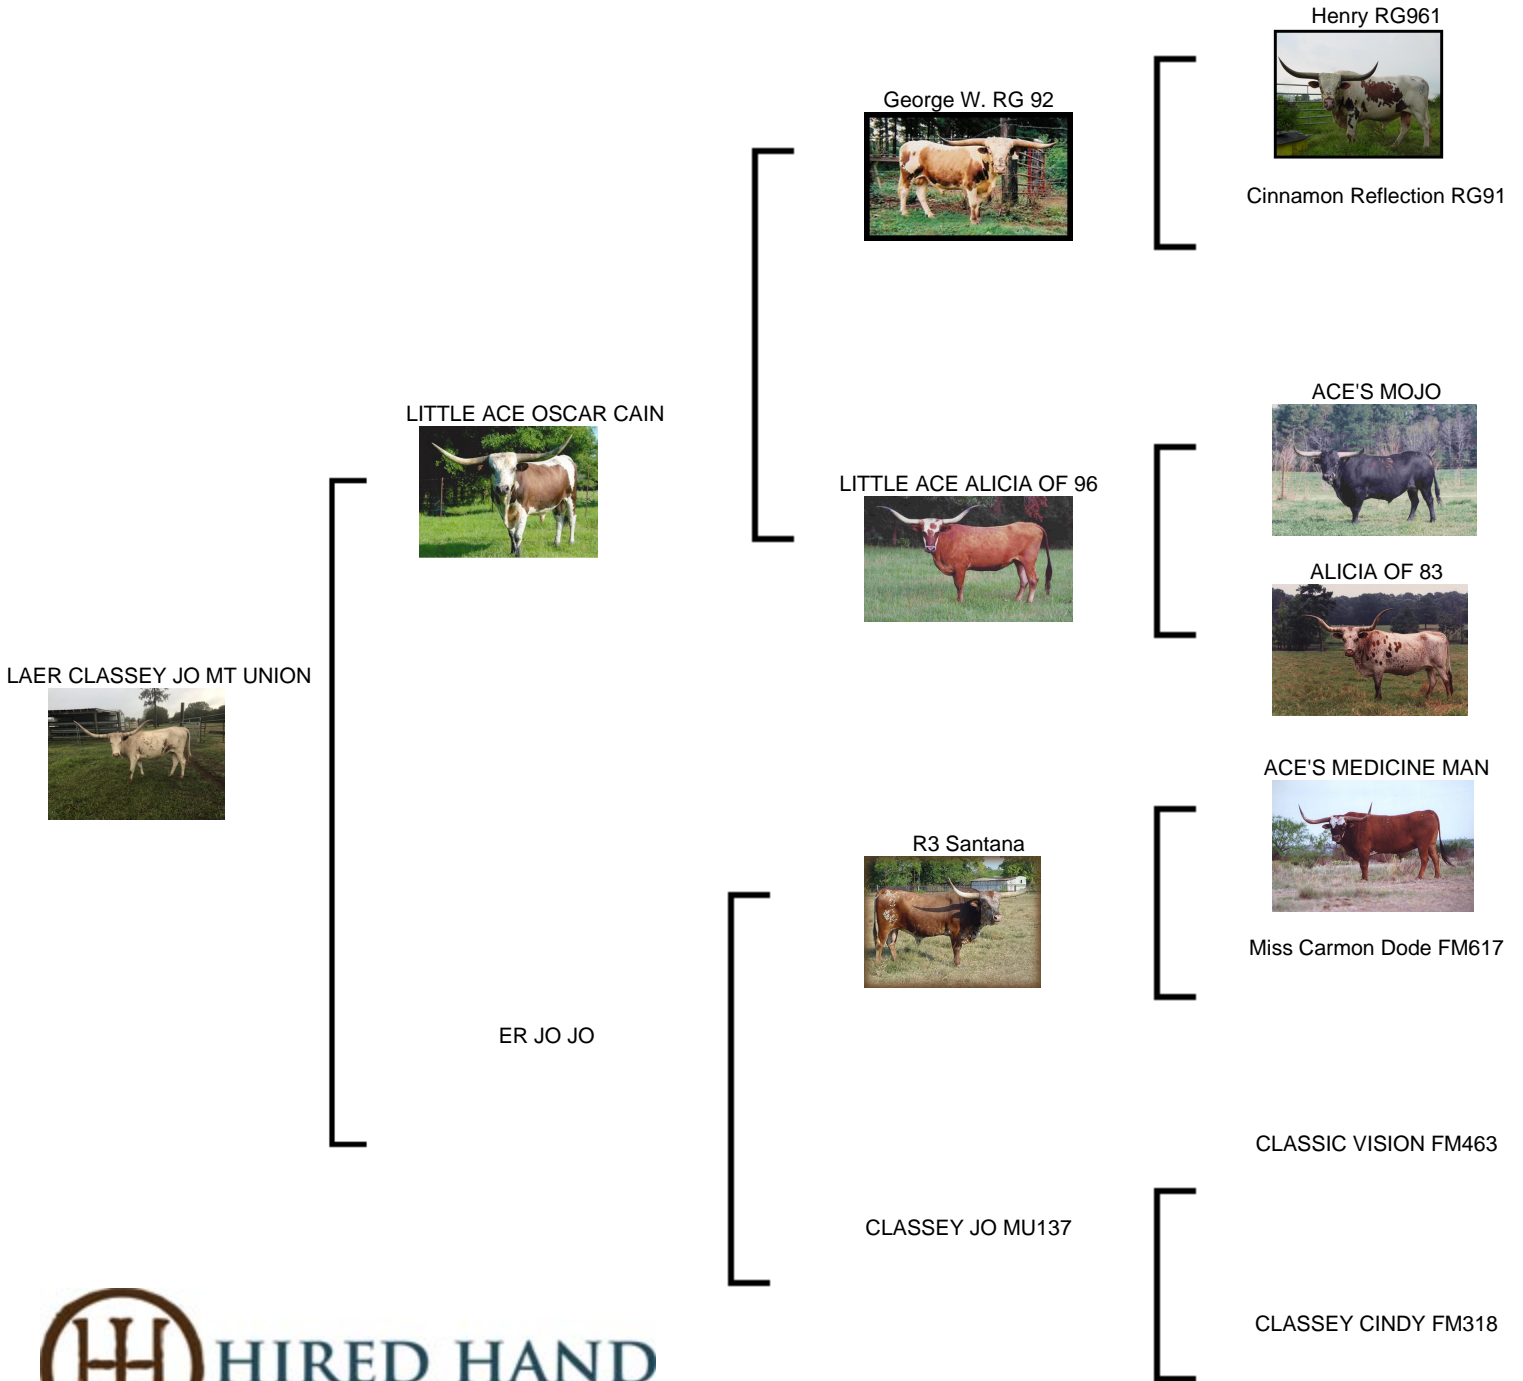 Henry RG961
George W. RG 92
Cinnamon Reflection RG91
ACE'S MOJO
LITTLE ACE OSCAR CAIN
LITTLE ACE ALICIA OF 96
ALICIA OF 83
LAER CLASSEY JO MT UNION
ACE'S MEDICINE MAN
R3 Santana
Miss Carmon Dode FM617
ER JO JO
CLASSIC VISION FM463
CLASSEY JO MU137
CLASSEY CINDY FM318
HIRED HAND